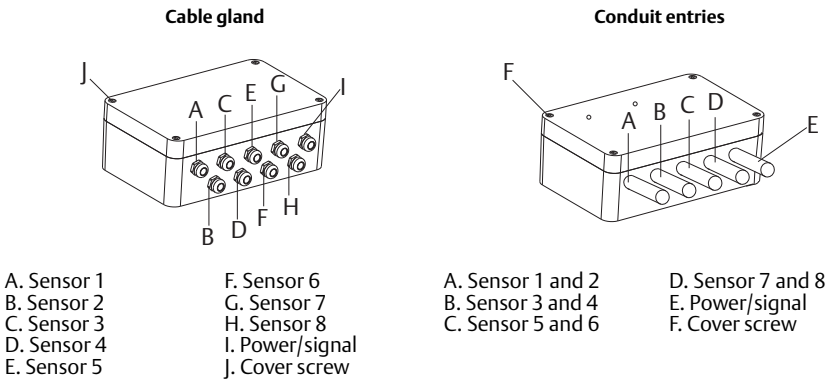 Cable gland
Conduit entries
J
A
C
E
G
I
B
D
F
H
F
A
B
C
D
E
A. Sensor 1
B. Sensor 2
C. Sensor 3
D. Sensor 4
E. Sensor 5
F. Sensor 6
G. Sensor 7
H. Sensor 8
I. Power/signal
J. Cover screw
A. Sensor 1 and 2
B. Sensor 3 and 4
C. Sensor 5 and 6
D. Sensor 7 and 8
E. Power/signal
F. Cover screw